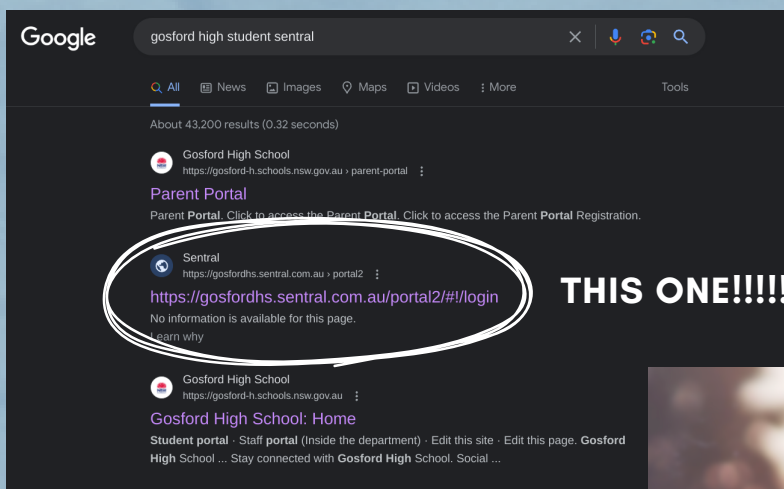 Google
gosford high student sentral
All News Images Maps Videos More Tools
About 43,200 results (0.32 seconds)
Gosford High School
https://gosford-h.schools.nsw.gov.au › parent-portal
Parent Portal
Parent Portal. Click to access the Parent Portal. Click to access the Parent Portal Registration.
Sentral
https://gosfordhs.sentral.com.au › portal2
https://gosfordhs.sentral.com.au/portal2/#!/login
THIS ONE!!!!!
No information is available for this page.
Learn why
Gosford High School
https://gosford-h.schools.nsw.gov.au
Gosford High School: Home
Student portal · Staff portal (Inside the department) · Edit this site · Edit this page. Gosford
High School ... Stay connected with Gosford High School. Social ...